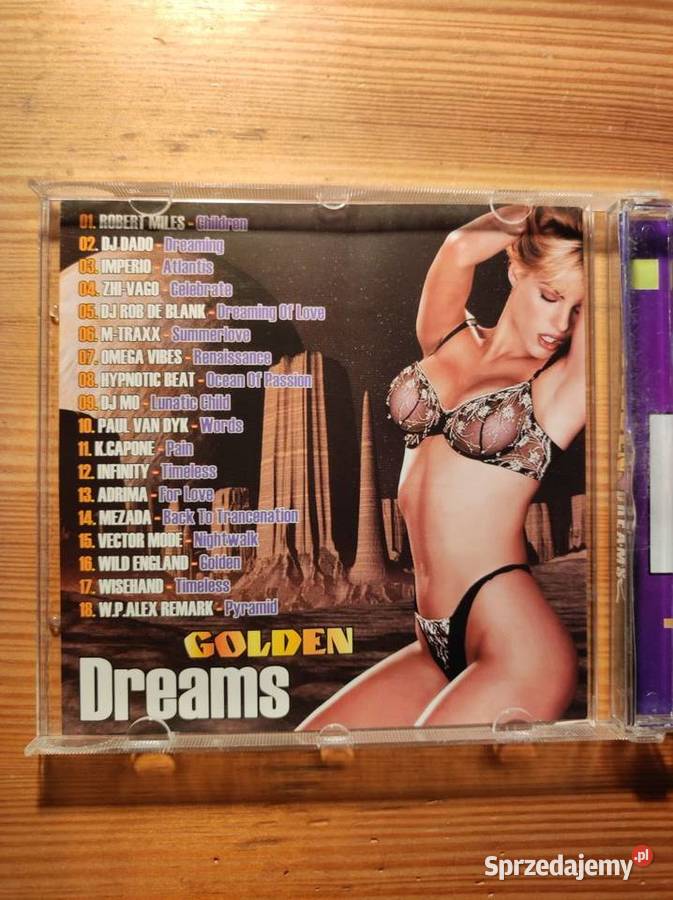 01. ROBERT MILES - Children
02. DJ DADO - Dreaming
03. IMPERIO - Atlantis
04. ZHI-VAGO - Celebrate
05. DJ ROB DE BLANK - Dreaming Of Love
06. M-TRAXX - Summerlove
07. OMEGA VIBES - Renaissance
08. HYPNOTIC BEAT - Ocean Of Passion
09. DJ MO - Lunatic Child
10. PAUL VAN DYK - Words
11. K.CAPONE - Pain
12. INFINITY - Timeless
13. ADRIMA - For Love
14. MEZADA - Back To Trancenation
15. VECTOR MODE - Nightwalk
16. WILD ENGLAND - Golden
17. WISEHAND - Timeless
18. W.P.ALEX REMARK - Pyramid
GOLDEN
Dreams
DREAMS
Sprzedajemy.pl